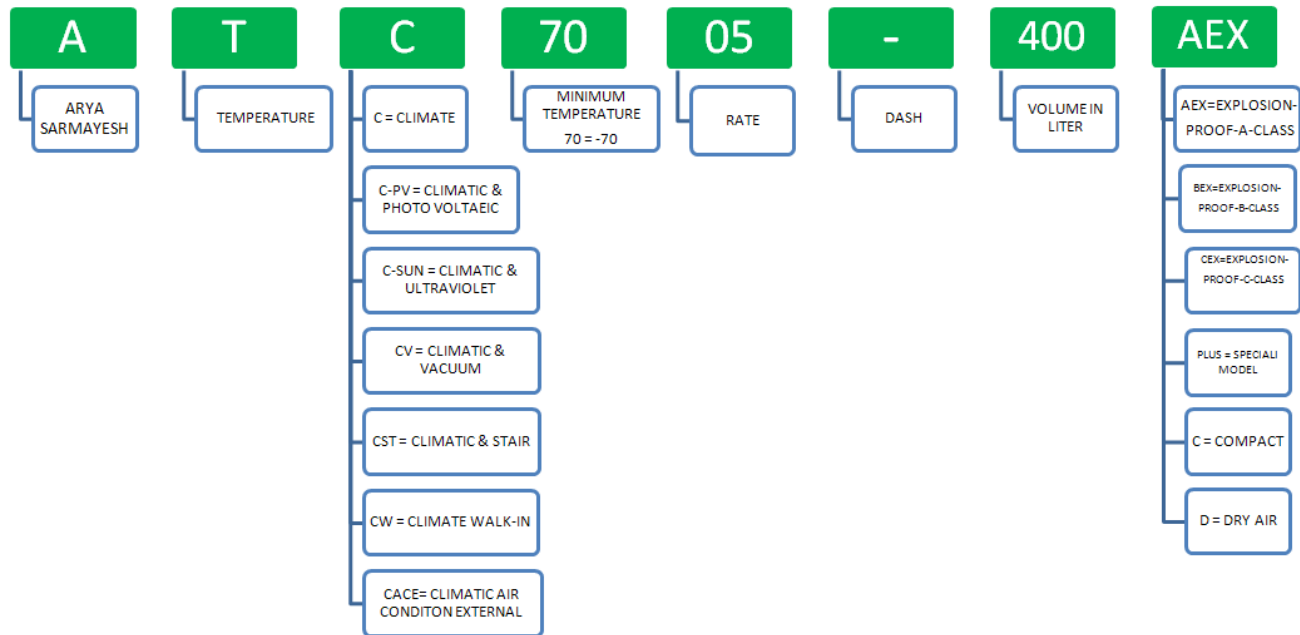 A
T
C
70
05
-
400
AEX
ARYA
SARMAYESH
TEMPERATURE
C = CLIMATE
C-PV = CLIMATIC &
PHOTO VOLTAEIC
C-SUN = CLIMATIC &
ULTRAVIOLET
CV = CLIMATIC &
VACUUM
CST = CLIMATIC & STAIR
CW = CLIMATE WALK-IN
CACE= CLIMATIC AIR
CONDITON EXTERNAL
MINIMUM
TEMPERATURE
70 = -70
RATE
DASH
VOLUME IN
LITER
AEX=EXPLOSION-
PROOF-A-CLASS
BEX=EXPLOSION-
PROOF-B-CLASS
CEX=EXPLOSION-
PROOF-C-CLASS
PLUS = SPECIALI
MODEL
C = COMPACT
D = DRY AIR